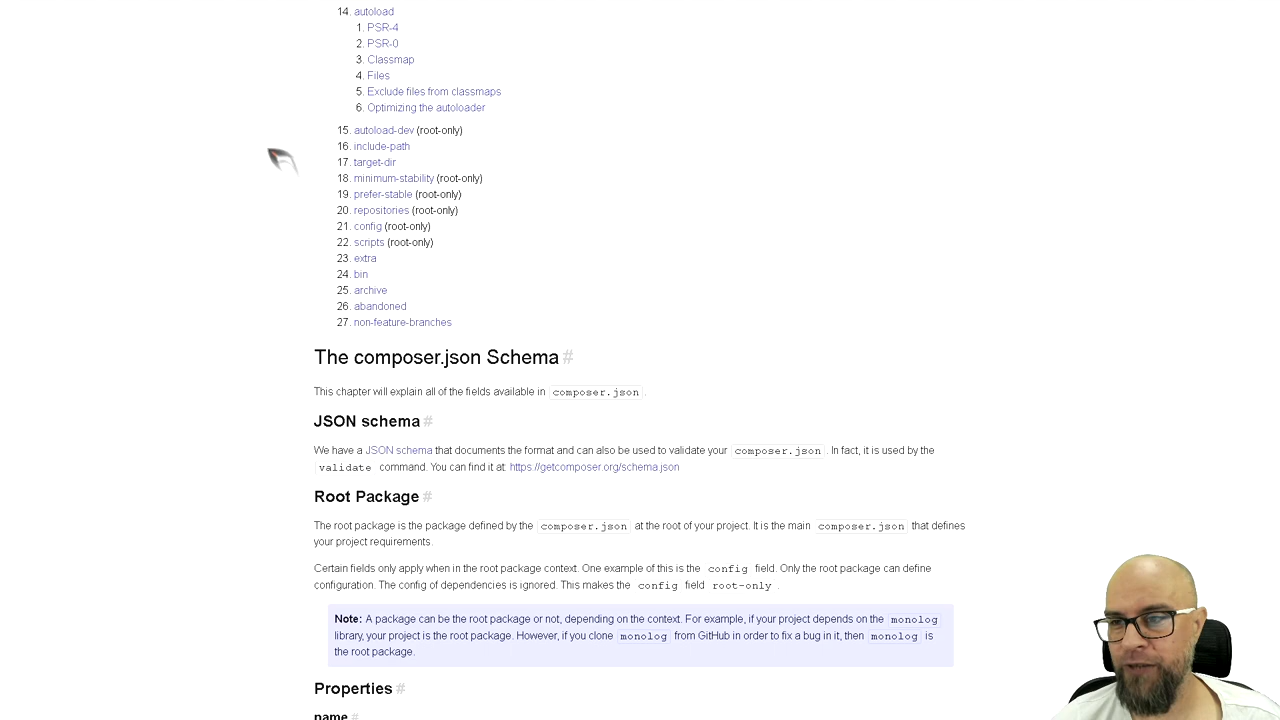 14. autoload
1. PSR-4
2. PSR-0
3. Classmap
4. Files
5. Exclude files from classmaps
6. Optimizing the autoloader
15. autoload-dev (root-only)
16. include-path
17. target-dir
18. minimum-stability (root-only)
19. prefer-stable (root-only)
20. repositories (root-only)
21. config (root-only)
22. scripts (root-only)
23. extra
24. bin
25. archive
26. abandoned
27. non-feature-branches
The composer.json Schema #
This chapter will explain all of the fields available in composer.json .
JSON schema #
We have a JSON schema that documents the format and can also be used to validate your composer.json . In fact, it is used by the
validate command. You can find it at: https://getcomposer.org/schema.json
Root Package #
The root package is the package defined by the composer.json at the root of your project. It is the main composer.json that defines
your project requirements.
Certain fields only apply when in the root package context. One example of this is the config field. Only the root package can define
configuration. The config of dependencies is ignored. This makes the config field root-only .
Note: A package can be the root package or not, depending on the context. For example, if your project depends on the monolog
library, your project is the root package. However, if you clone monolog from GitHub in order to fix a bug in it, then monolog is
the root package.
Properties #
name #